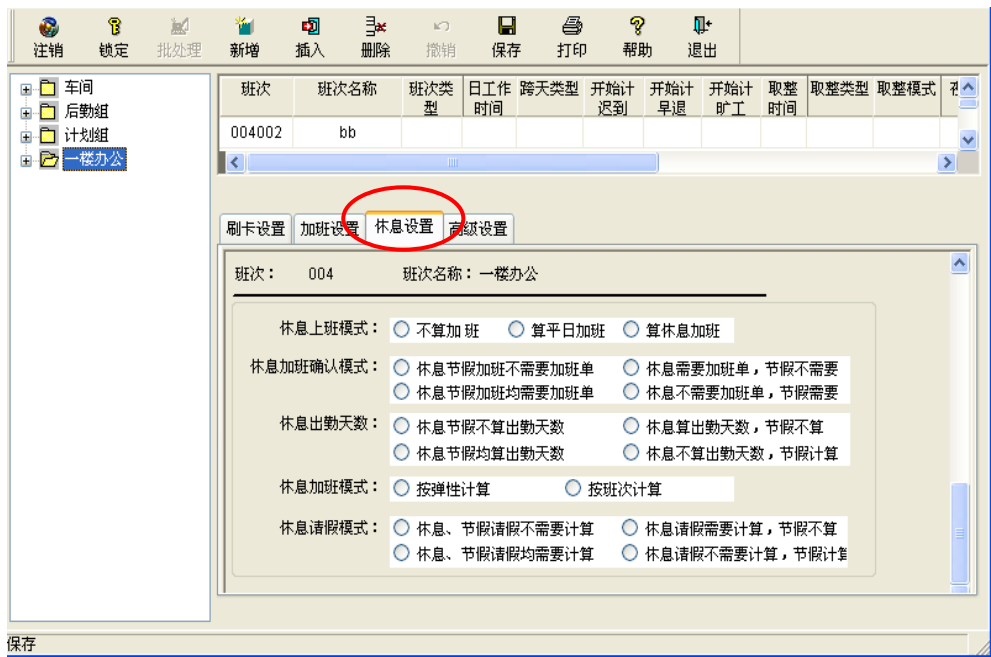 注销 锁定 批处理 新增 插入 删除 撤销 保存 打印 帮助 退出
车间
后勤组
计划组
一楼办公
班次 班次名称 班次类型 日工作时间 跨天类型 开始计迟到 开始计早退 开始计旷工 取整时间 取整类型 取整模式
004002 bb
刷卡设置 加班设置 休息设置 高级设置
班次： 004 班次名称：一楼办公
休息上班模式： 不算加 班 算平日加班 算休息加班
休息加班确认模式： 休息节假加班不需要加班单 休息需要加班单，节假不需要
休息节假加班均需要加班单 休息不需要加班单，节假需要
休息出勤天数： 休息节假不算出勤天数 休息算出勤天数，节假不算
休息节假均算出勤天数 休息不算出勤天数，节假计算
休息加班模式： 按弹性计算 按班次计算
休息请假模式： 休息、节假请假不需要计算 休息请假需要计算，节假不算
休息、节假请假均需要计算 休息请假不需要计算，节假计算
保存